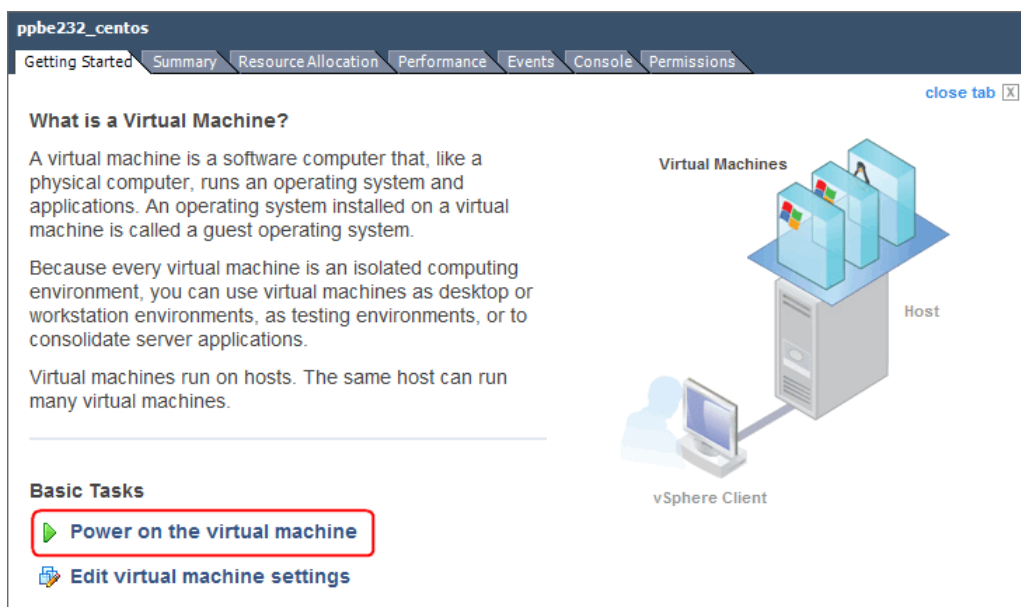 ppbe232_centos
Getting Started Summary Resource Allocation Performance Events Console Permissions
close tab X
What is a Virtual Machine?
A virtual machine is a software computer that, like a
physical computer, runs an operating system and
applications. An operating system installed on a virtual
machine is called a guest operating system.
Because every virtual machine is an isolated computing
environment, you can use virtual machines as desktop or
workstation environments, as testing environments, or to
consolidate server applications.
Virtual machines run on hosts. The same host can run
many virtual machines.
Virtual Machines
Host
vSphere Client
Basic Tasks
Power on the virtual machine
Edit virtual machine settings